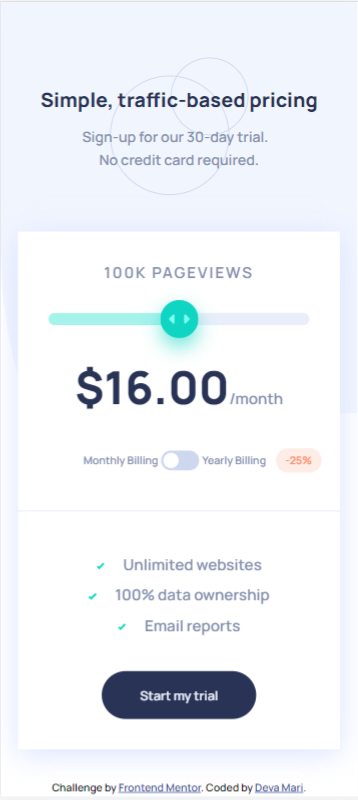 Simple, traffic-based pricing
Sign-up for our 30-day trial.
No credit card required.
100K PAGEVIEWS
$16.00/month
Monthly Billing Yearly Billing -25%
Unlimited websites
100% data ownership
Email reports
Start my trial
Challenge by Frontend Mentor. Coded by Deva Mari.